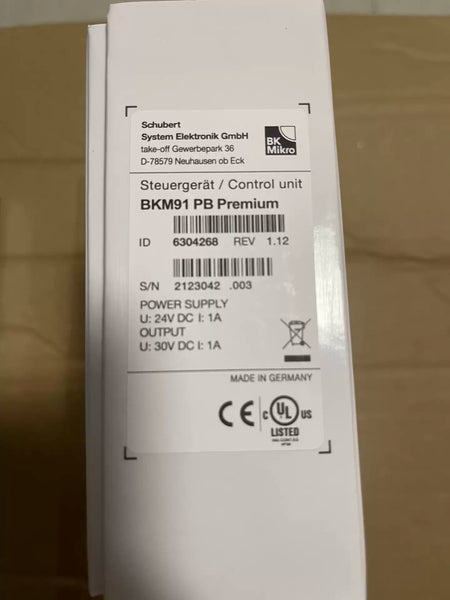 Schubert
System Elektronik GmbH
take-off Gewerbepark 36
D-78579 Neuhausen ob Eck
BK
Mikro
Steuergerät / Control unit
BKM91 PB Premium
ID 6304268 REV 1.12
S/N 2123042 .003
POWER SUPPLY
U: 24V DC I: 1A
OUTPUT
U: 30V DC I: 1A
MADE IN GERMANY
CE
C UL US
LISTED